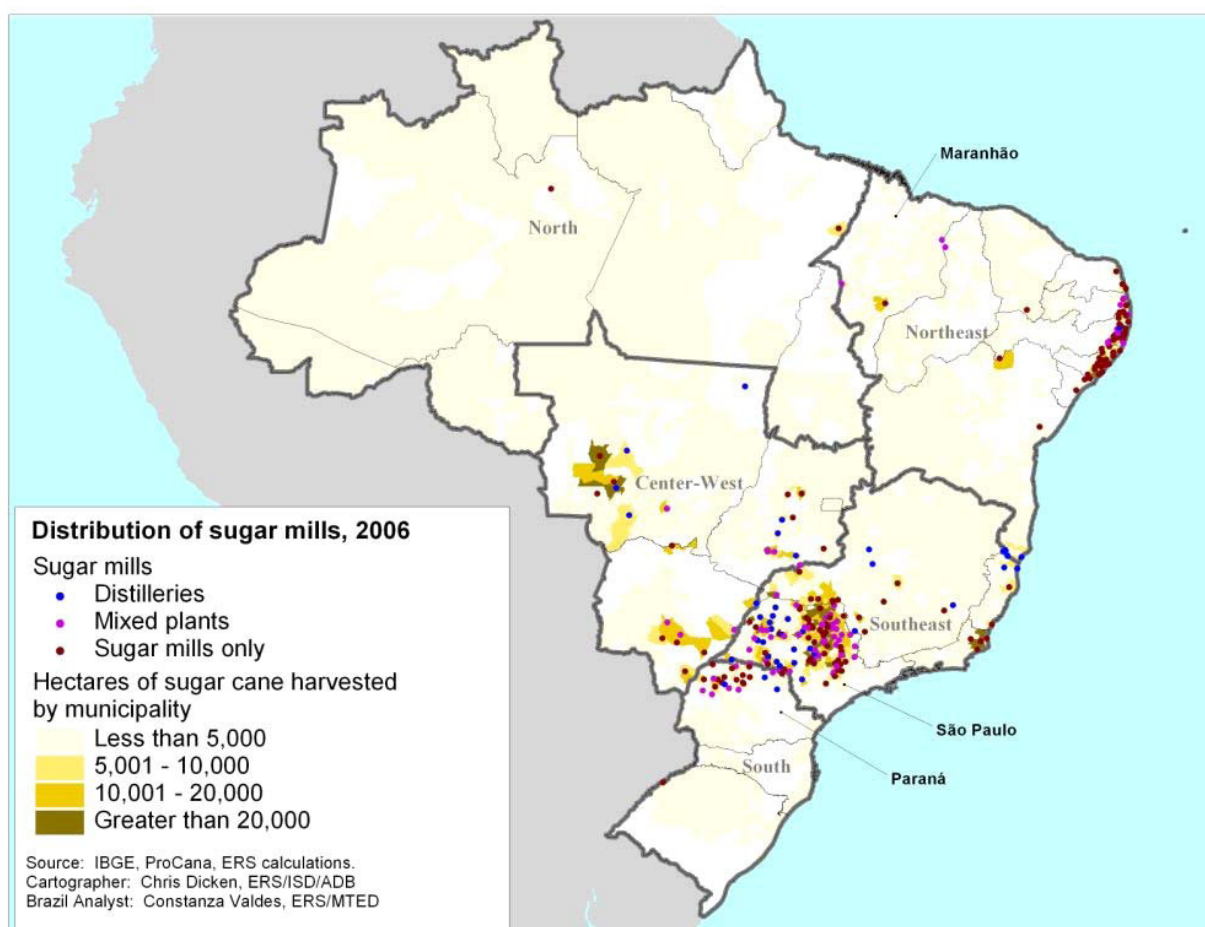 Maranhão
North
Northeast
Center-West
Southeast
São Paulo
South
Paraná
Distribution of sugar mills, 2006
Sugar mills
Distilleries
Mixed plants
Sugar mills only
Hectares of sugar cane harvested
by municipality
Less than 5,000
5,001 - 10,000
10,001 - 20,000
Greater than 20,000
Source: IBGE, ProCana, ERS calculations.
Cartographer: Chris Dicken, ERS/ISD/ADB
Brazil Analyst: Constanza Valdes, ERS/MTED